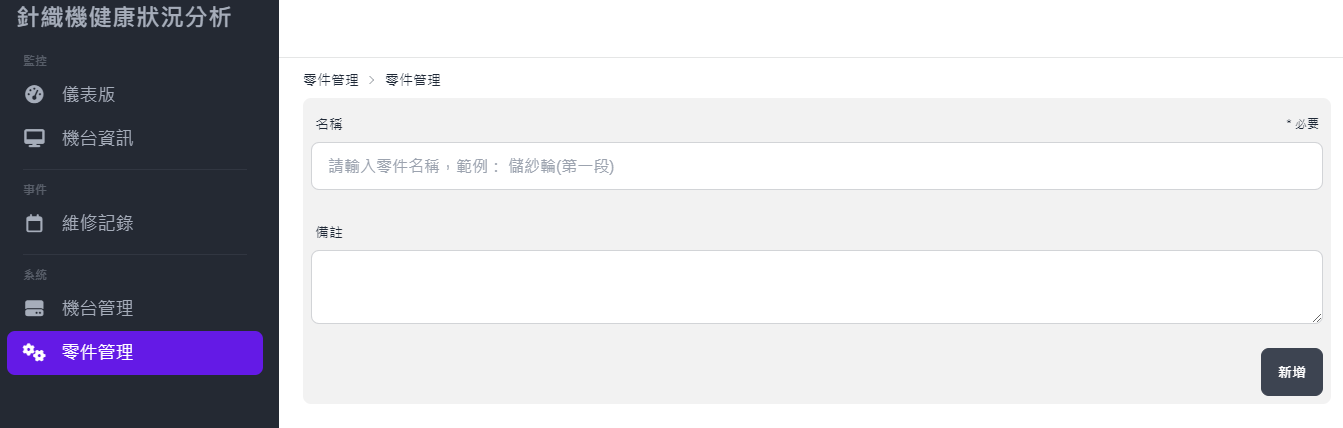 針織機健康狀況分析
監控
儀表版
機台資訊
事件
維修記錄
系統
機台管理
零件管理
零件管理 > 零件管理
名稱 * 必要
請輸入零件名稱，範例： 儲紗輪(第一段)
備註
新增